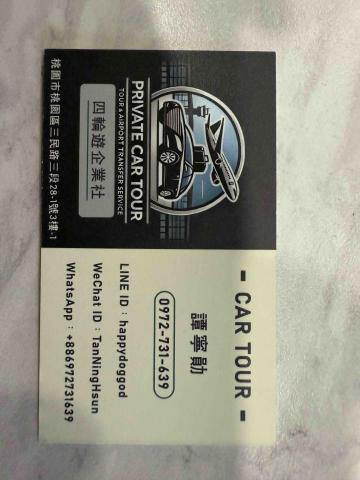 PRIVATE CAR TOUR
TOUR & AIRPORT TRANSFER SERVICE
四輪遊企業社
桃園市桃園區三民路三段28-1號3樓-1
CAR TOUR
譚寧勛
0972-731-639
LINE ID：happydoggod
WeChat ID：TanNingHsun
WhatsApp：+886972731639